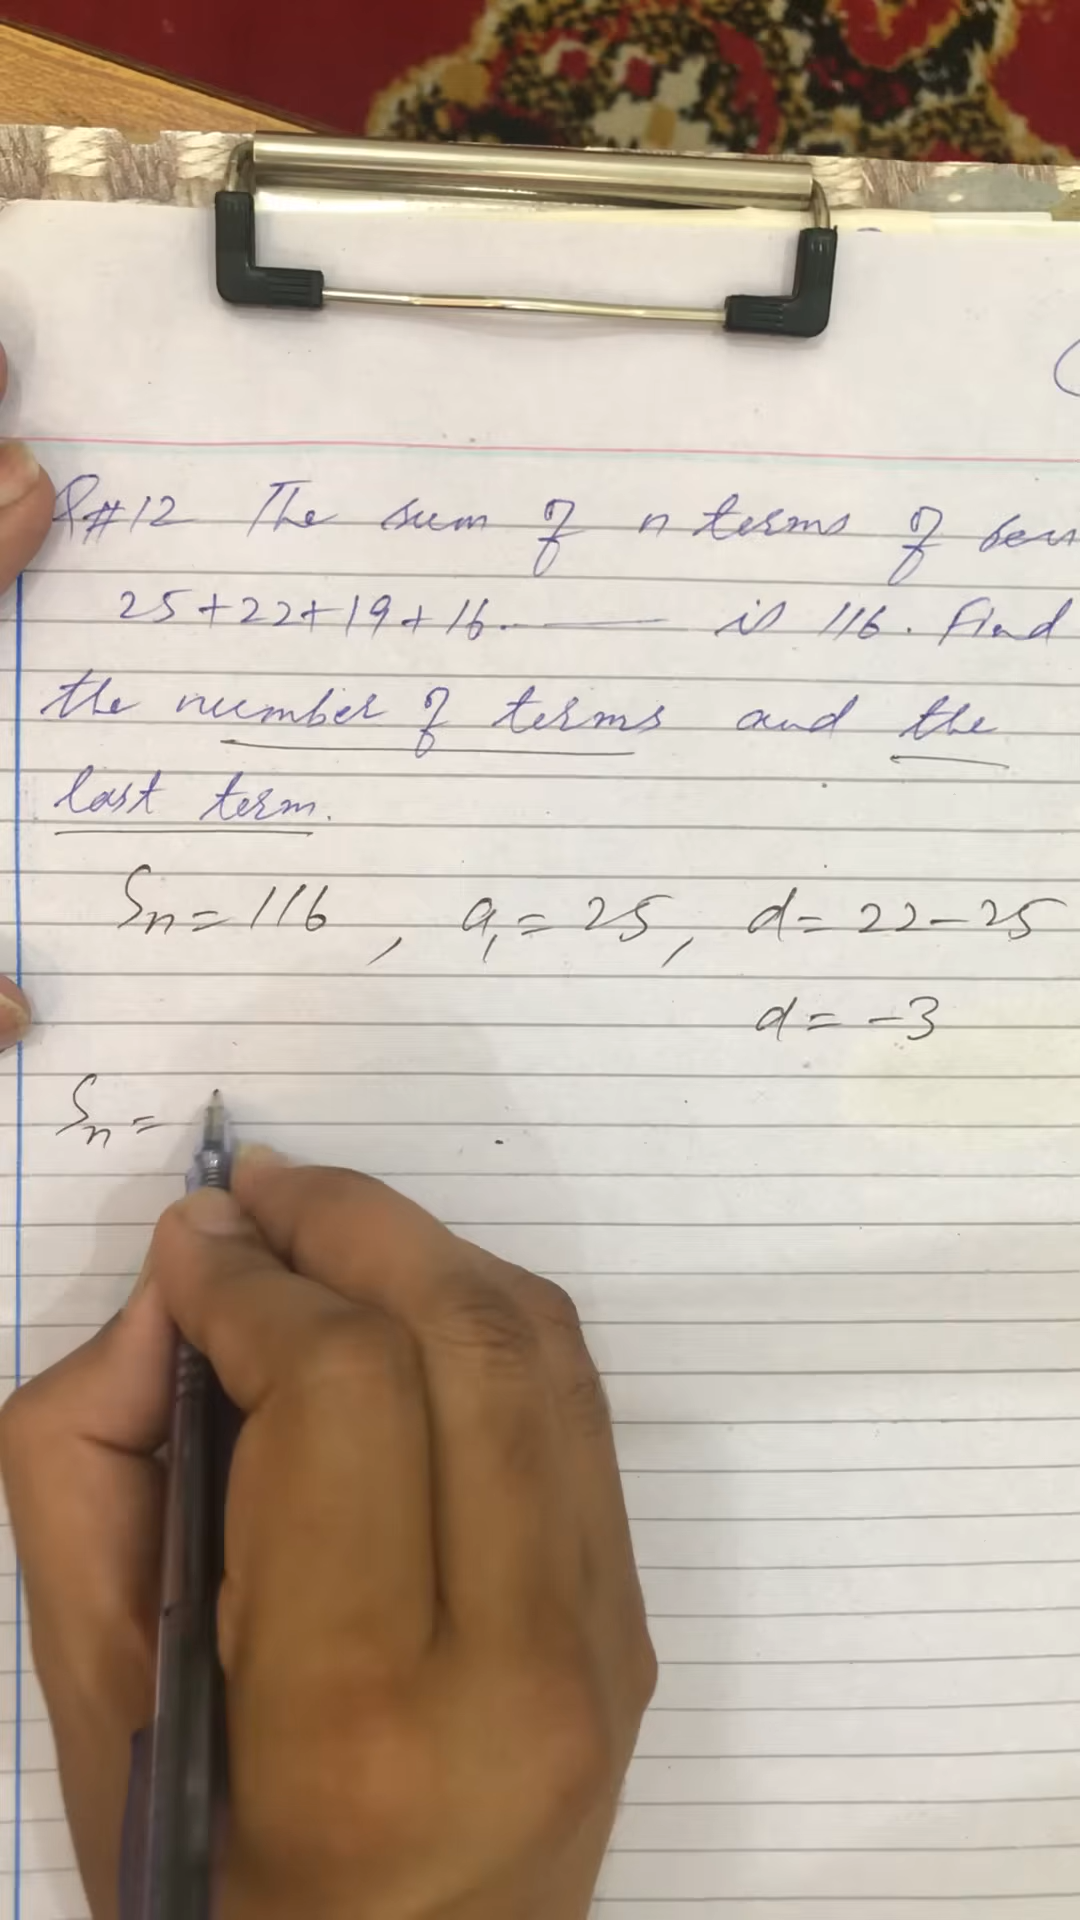 Q#12 The sum of n terms of
25+22+19+16.—— is 116. Find
the number of terms and the
last term.
Sn = 116 , a1 = 25, d = 22-25
d = -3
Sn =